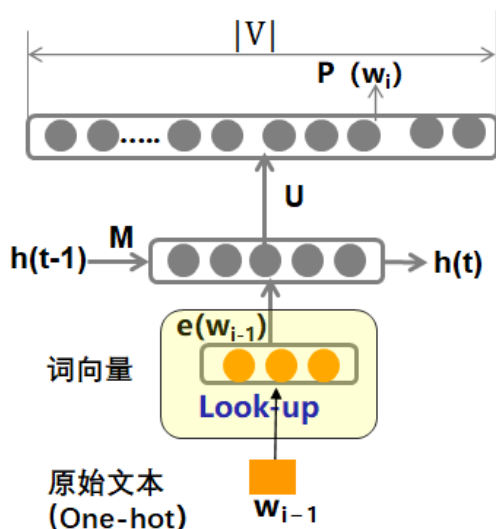 |V|
P (wᵢ)
.....
U
h(t-1)
M
h(t)
e(wᵢ₋₁)
词向量
Look-up
原始文本
(One-hot)
wᵢ₋₁